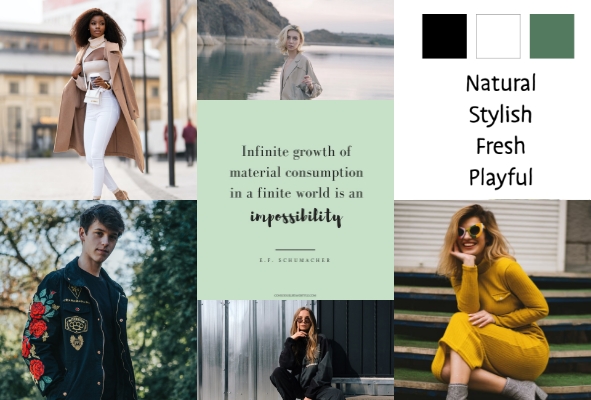 Natural
Stylish
Fresh
Playful
Infinite growth of
material consumption
in a finite world is an
impossibility
E.F. SCHUMACHER